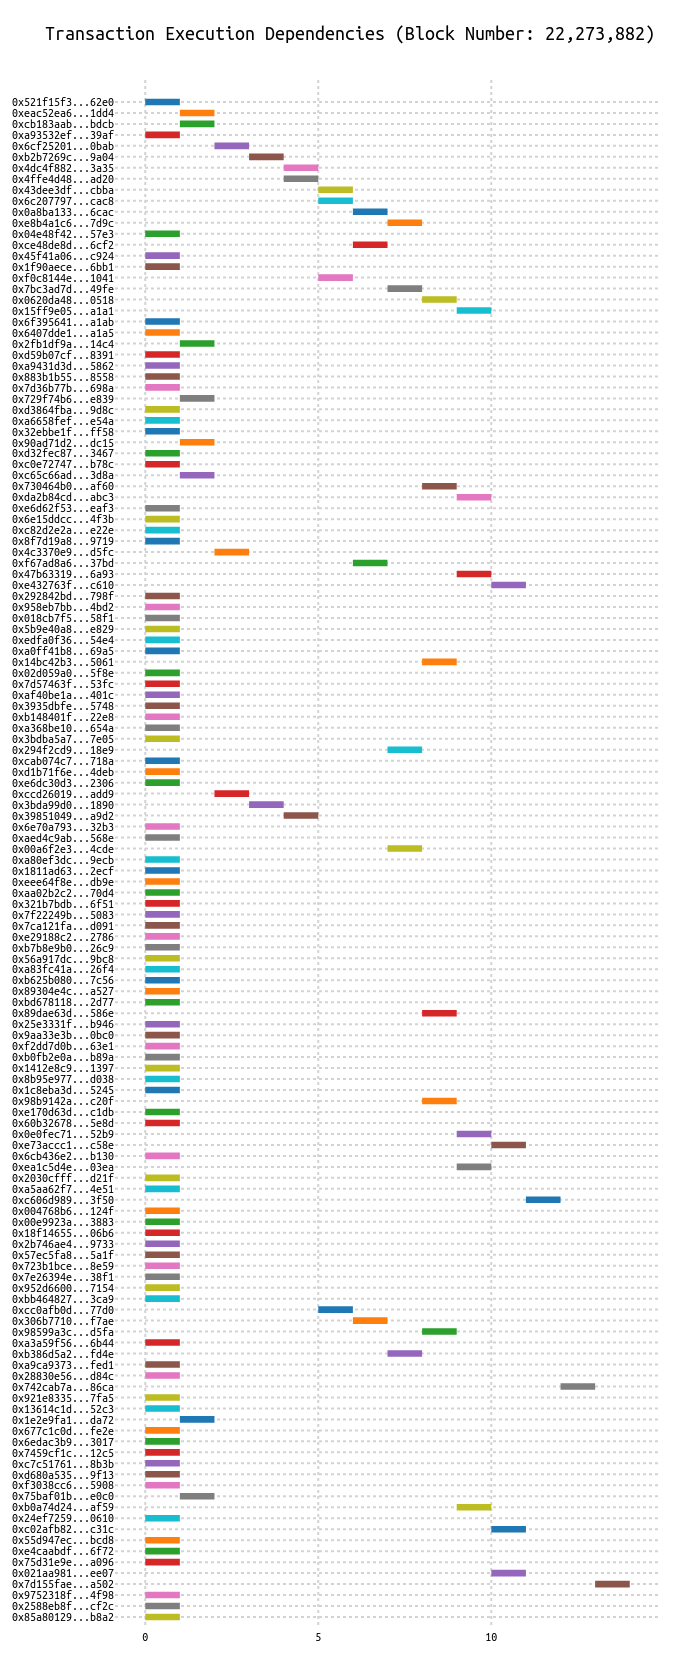 Transaction Execution Dependencies (Block Number: 22,273,882)
0x521f15f3...62e0
0xeac52ea6...1dd4
0xcb183aab...bdcb
0xa93532ef...39af
0x6cf25201...0bab
0xb2b7269c...9a04
0x4dc4f882...3a35
0x4ffe4d48...ad20
0x43dee3df...cbba
0x6c207797...cac8
0x0a8ba133...6cac
0xe8b4a1c6...7d9c
0x04e48f42...57e3
0xce48de8d...6cf2
0x45f41a06...c924
0x1f90aece...6bb1
0xf0c8144e...1041
0x7bc3ad7d...49fe
0x0620da48...0518
0x15ff9e05...a1a1
0x6f395641...a1ab
0x6407dde1...a1a5
0x2fb1df9a...14c4
0xd59b07cf...8391
0xa9431d3d...5862
0x883b1b55...8558
0x7d36b77b...698a
0x729f74b6...e839
0xd3864fba...9d8c
0xa6658fef...e54a
0x32ebbe1f...ff58
0x90ad71d2...dc15
0xd32fec87...3467
0xc0e72747...b78c
0xc65c66ad...3d8a
0x730464b0...af60
0xda2b84cd...abc3
0xe6d62f53...eaf3
0x6e15ddcc...4f3b
0xc82d2e2a...e22e
0x8f7d19a8...9719
0x4c3370e9...d5fc
0xf67ad8a6...37bd
0x47b63319...6a93
0xe432763f...c610
0x292842bd...798f
0x958eb7bb...4bd2
0x018cb7f5...58f1
0x5b9e40a8...e829
0xedfa0f36...54e4
0xa0ff41b8...69a5
0x14bc42b3...5061
0x02d059a0...5f8e
0x7d57463f...53fc
0xaf40be1a...401c
0x3935dbfe...5748
0xb148401f...22e8
0xa368be10...654a
0x3bdba5a7...7e05
0x294f2cd9...18e9
0xcab074c7...718a
0xd1b71f6e...4deb
0xe6dc30d3...2306
0xccd26019...add9
0x3bda99d0...1890
0x39851049...a9d2
0x6e70a793...32b3
0xaed4c9ab...568e
0x00a6f2e3...4cde
0xa80ef3dc...9ecb
0x1811ad63...2ecf
0xeee64f8e...db9e
0xaa02b2c2...70d4
0x321b7bdb...6f51
0x7f22249b...5083
0x7ca121fa...d091
0xe29188c2...2786
0xb7b8e9b0...26c9
0x56a917dc...9bc8
0xa83fc41a...26f4
0xb625b080...7c56
0x89304e4c...a527
0xbd678118...2d77
0x89dae63d...586e
0x25e3331f...b946
0x9aa33e3b...0bc0
0xf2dd7d0b...63e1
0xb0fb2e0a...b89a
0x1412e8c9...1397
0x8b95e977...d038
0x1c8eba3d...5245
0x98b9142a...c20f
0xe170d63d...c1db
0x60b32678...5e8d
0x0e0fec71...52b9
0xe73accc1...c58e
0x6cb436e2...b130
0xea1c5d4e...03ea
0x2030cfff...d21f
0xa5aa62f7...4e51
0xc606d989...3f50
0x004768b6...124f
0x00e9923a...3883
0x18f14655...06b6
0x2b746ae4...9733
0x57ec5fa8...5a1f
0x723b1bce...8e59
0x7e26394e...38f1
0x952d6600...7154
0xbb464827...3ca9
0xcc0afb0d...77d0
0x306b7710...f7ae
0x98599a3c...d5fa
0xa3a59f56...6b44
0xb386d5a2...fd4e
0xa9ca9373...fed1
0x28830e56...d84c
0x742cab7a...86ca
0x921e8335...7fa5
0x13614c1d...52c3
0x1e2e9fa1...da72
0x677c1c0d...fe2e
0x6edac3b9...3017
0x7459cf1c...12c5
0xc7c51761...8b3b
0xd680a535...9f13
0xf3038cc6...5908
0x75baf01b...e0c0
0xb0a74d24...af59
0x24ef7259...0610
0xc02afb82...c31c
0x55d947ec...bcd8
0xe4caabdf...6f72
0x75d31e9e...a096
0x021aa981...ee07
0x7d155fae...a502
0x9752318f...4f98
0x2588eb8f...cf2c
0x85a80129...b8a2
0 5 10